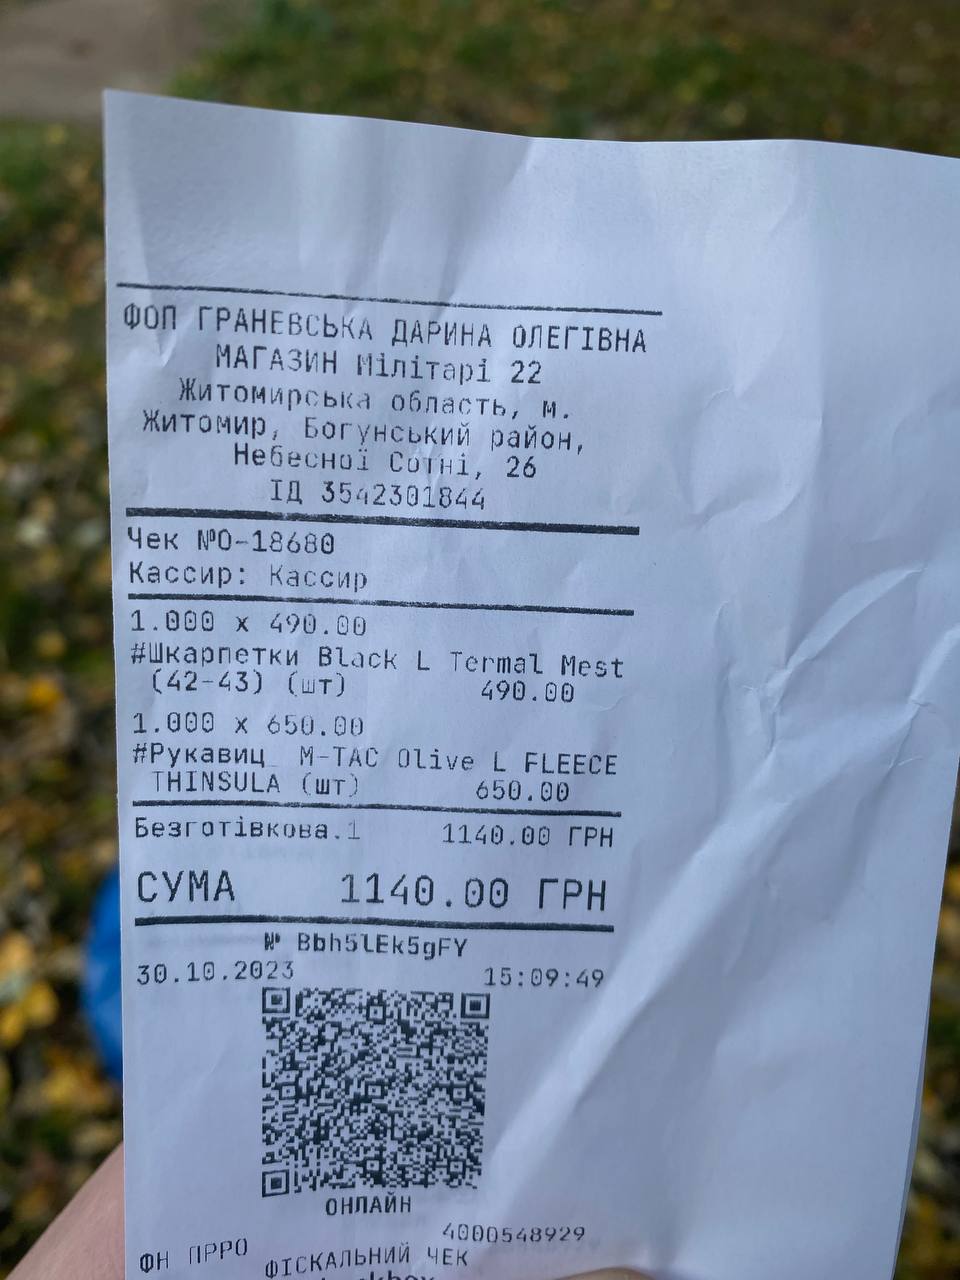 ФОП ГРАНЕВСЬКА ДАРИНА ОЛЕГІВНА
МАГАЗИН Мілітарі 22
Житомирська область, м.
Житомир, Богунський район,
Небесної Сотні, 26
ІД 3542301844
Чек №О-18680
Кассир: Кассир
1.000 x 490.00
#Шкарпетки Black L Termal Mest
(42-43) (шт) 490.00
1.000 x 650.00
#Рукавиц M-TAC Olive L FLEECE
THINSULA (шт) 650.00
Безготівкова.1 1140.00 ГРН
СУМА 1140.00 ГРН
№ Bbh5lEk5gFY
30.10.2023 15:09:49
ОНЛАЙН
ФН ПРРО 4000548929
ФІСКАЛЬНИЙ ЧЕК